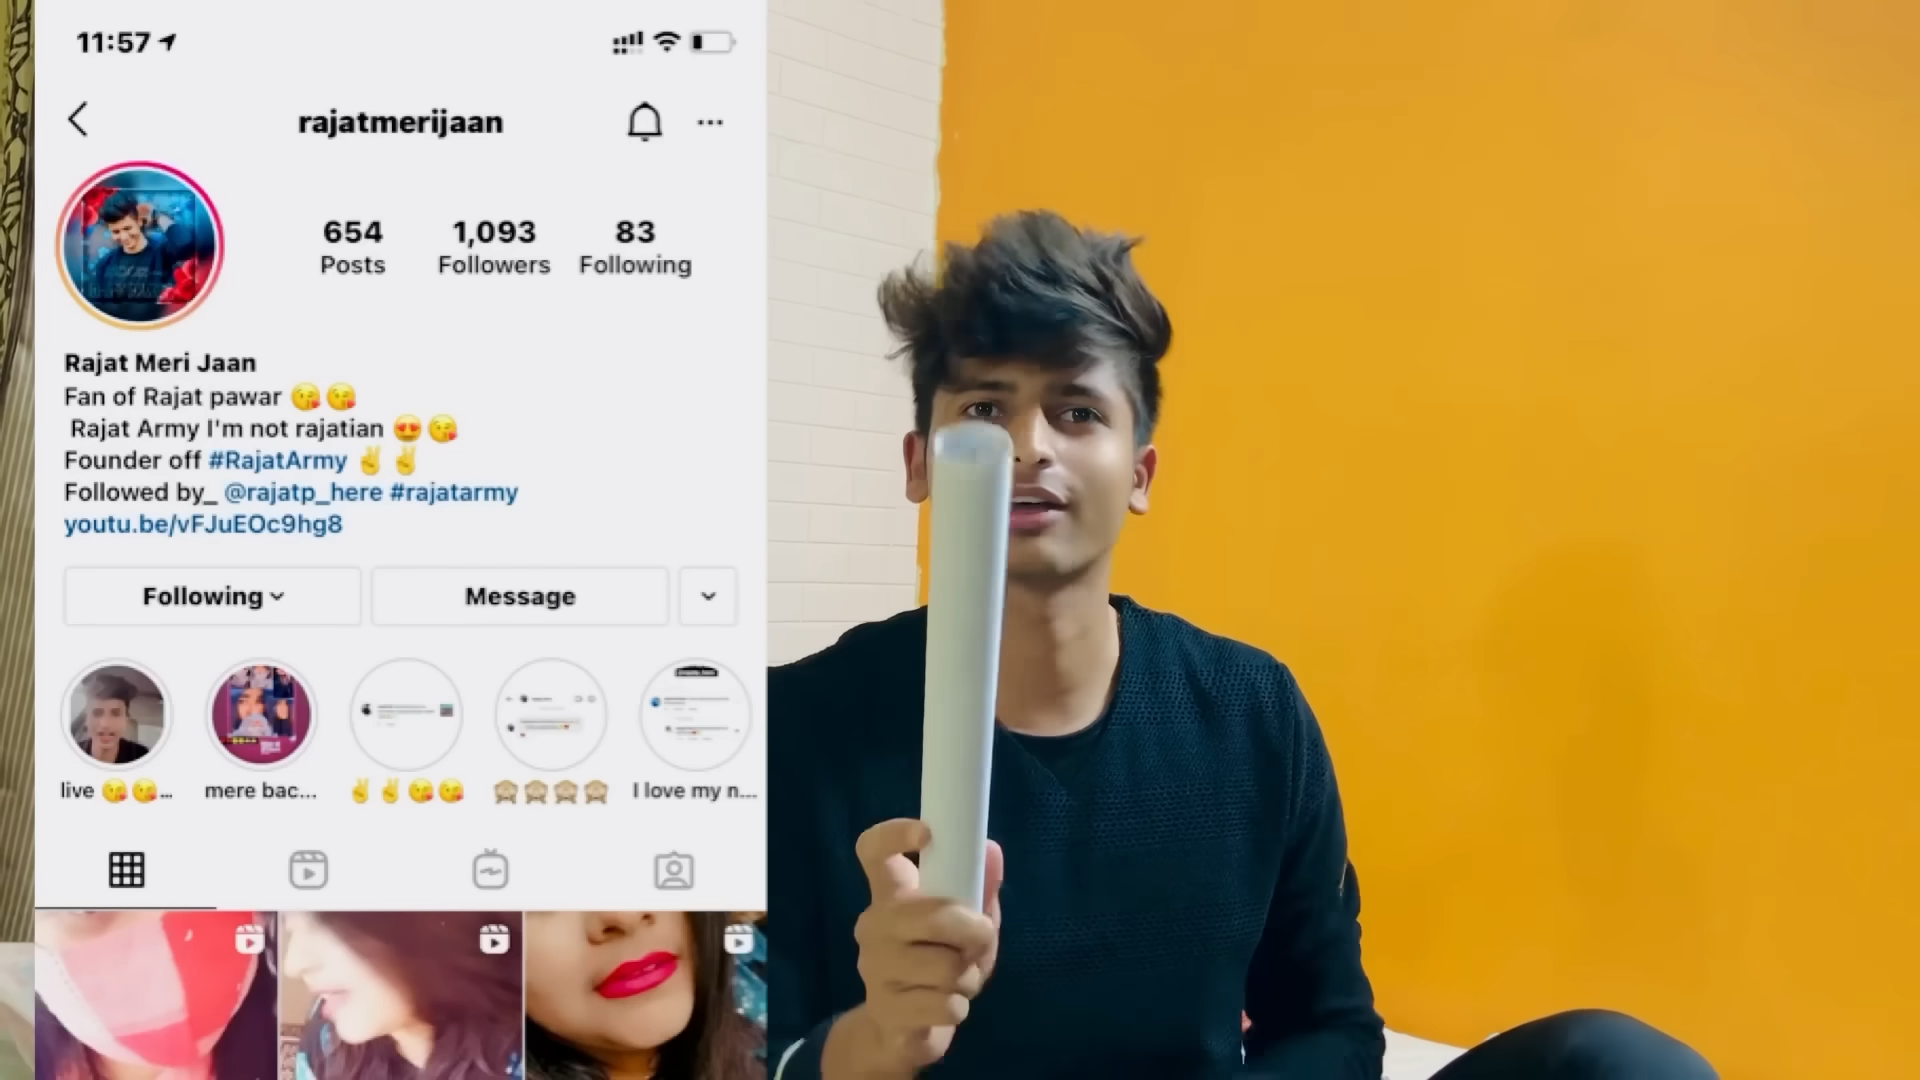 11:57
rajatmerijaan
654
1,093
83
Posts
Followers
Following
Rajat Meri Jaan
Fan of Rajat pawar 😘😘
Rajat Army I'm not rajatian 😍😘
Founder off #RajatArmy ✌️✌️
Followed by_ @rajatp_here #rajatarmy
youtu.be/vFJuEOc9hg8
Following
Message
live 😘😘...
mere bac...
✌️✌️😘😘
🙈🙈🙈🙈
I love my n...